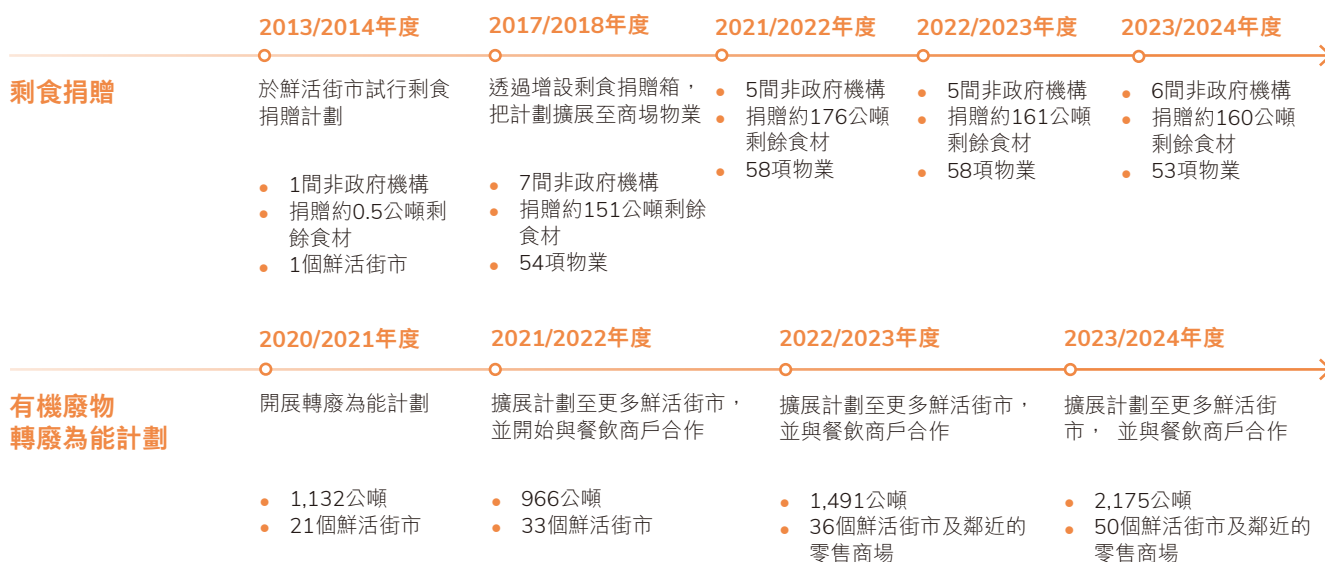 2013/2014年度
2017/2018年度
2021/2022年度
2022/2023年度
2023/2024年度
剩食捐贈
於鮮活街市試行剩食
捐贈計劃
• 1間非政府機構
• 捐贈約0.5公噸剩
餘食材
• 1個鮮活街市
透過增設剩食捐贈箱，
把計劃擴展至商場物業
• 7間非政府機構
• 捐贈約151公噸剩餘
食材
• 54項物業
• 5間非政府機構
• 捐贈約176公噸
剩餘食材
• 58項物業
• 5間非政府機構
• 捐贈約161公噸
剩餘食材
• 58項物業
• 6間非政府機構
• 捐贈約160公噸
剩餘食材
• 53項物業
2020/2021年度
2021/2022年度
2022/2023年度
2023/2024年度
有機廢物
轉廢為能計劃
開展轉廢為能計劃
• 1,132公噸
• 21個鮮活街市
擴展計劃至更多鮮活街市，
並開始與餐飲商戶合作
• 966公噸
• 33個鮮活街市
擴展計劃至更多鮮活街市，
並與餐飲商戶合作
• 1,491公噸
• 36個鮮活街市及鄰近的
零售商場
擴展計劃至更多鮮活街
市， 並與餐飲商戶合作
• 2,175公噸
• 50個鮮活街市及鄰近的
零售商場